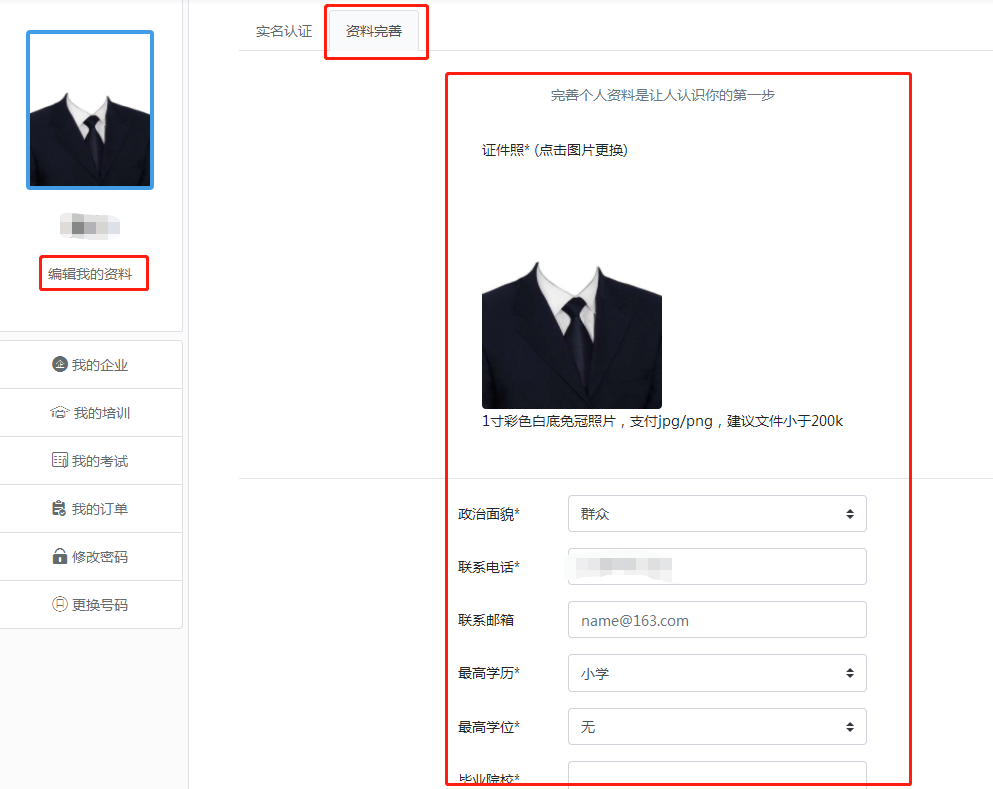 实名认证
资料完善
编辑我的资料
我的企业
我的培训
我的考试
我的订单
修改密码
更换号码
完善个人资料是让人认识你的第一步
证件照* (点击图片更换)
1寸彩色白底免冠照片，支付jpg/png，建议文件小于200k
政治面貌* 群众
联系电话*
联系邮箱 name@163.com
最高学历* 小学
最高学位* 无
毕业院校*